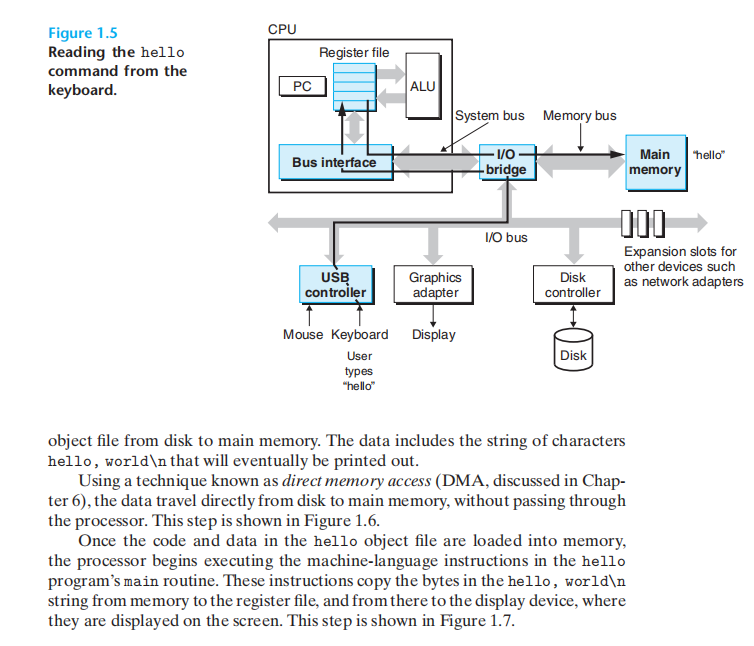 Figure 1.5
Reading the hello
command from the
keyboard.
CPU
Register file
PC
ALU
System bus
Memory bus
Bus interface
I/O
bridge
Main
memory
"hello"
I/O bus
Expansion slots for
other devices such
as network adapters
USB
controller
Graphics
adapter
Disk
controller
Mouse
Keyboard
Display
User
types
"hello"
Disk
object file from disk to main memory. The data includes the string of characters
hello, world\n that will eventually be printed out.
Using a technique known as direct memory access (DMA, discussed in Chap-
ter 6), the data travel directly from disk to main memory, without passing through
the processor. This step is shown in Figure 1.6.
Once the code and data in the hello object file are loaded into memory,
the processor begins executing the machine-language instructions in the hello
program's main routine. These instructions copy the bytes in the hello, world\n
string from memory to the register file, and from there to the display device, where
they are displayed on the screen. This step is shown in Figure 1.7.